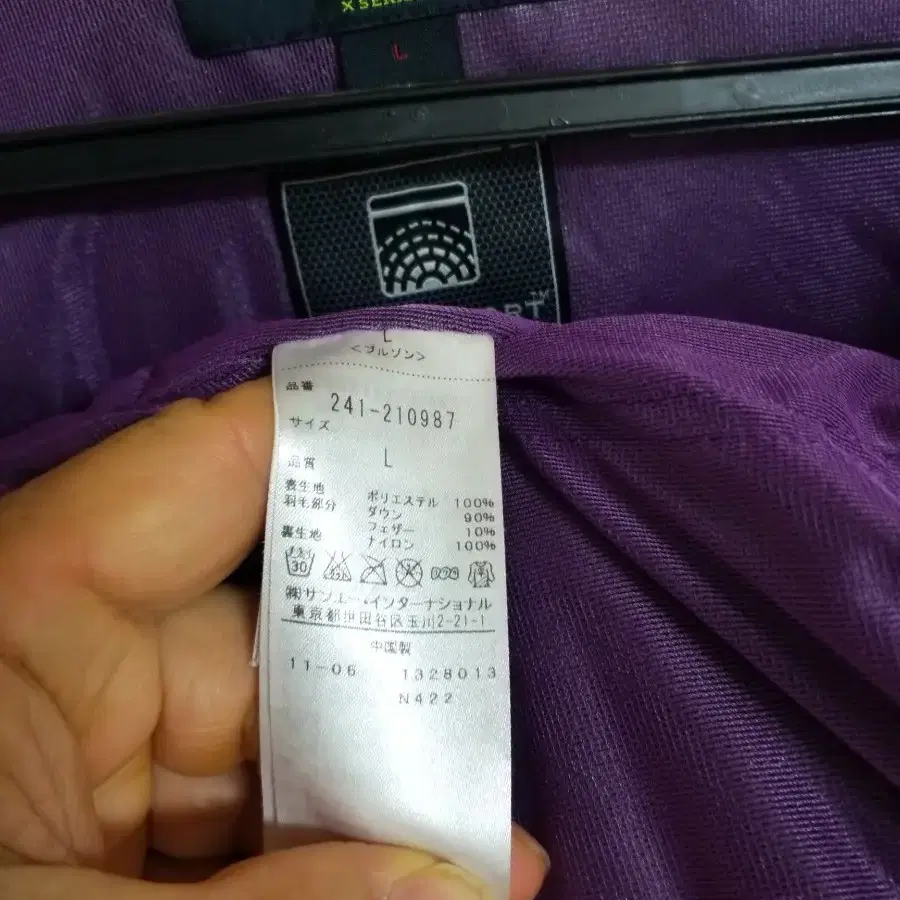 L
L
<ブルゾン>
品番
241-210987
サイズ
L
品質
表生地 ポリエステル 100%
羽毛部分 ダウン 90%
フェザー 10%
裏生地 ナイロン 100%
30
㈱サンエー・インターナショナル
東京都世田谷区玉川2-21-1
中国製
11-06 1328013
N422